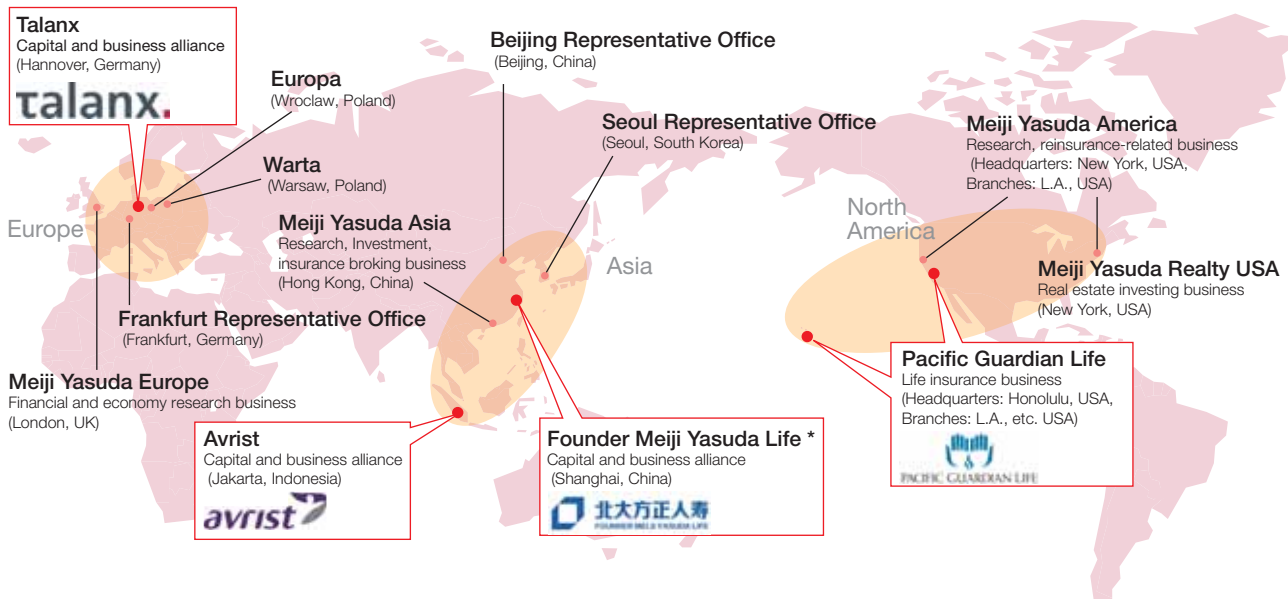 Talanx
Capital and business alliance
(Hannover, Germany)
talanx.
Europa
(Wroclaw, Poland)
Warta
(Warsaw, Poland)
Europe
Frankfurt Representative Office
(Frankfurt, Germany)
Meiji Yasuda Europe
Financial and economy research business
(London, UK)
Beijing Representative Office
(Beijing, China)
Seoul Representative Office
(Seoul, South Korea)
Meiji Yasuda Asia
Research, Investment,
insurance broking business
(Hong Kong, China)
Asia
Avrist
Capital and business alliance
(Jakarta, Indonesia)
avrist
Founder Meiji Yasuda Life *
Capital and business alliance
(Shanghai, China)
北大方正人寿
FOUNDER MEIJI YASUDA LIFE
Meiji Yasuda America
Research, reinsurance-related business
(Headquarters: New York, USA,
Branches: L.A., USA)
North
America
Meiji Yasuda Realty USA
Real estate investing business
(New York, USA)
Pacific Guardian Life
Life insurance business
(Headquarters: Honolulu, USA,
Branches: L.A., etc. USA)
PACIFIC GUARDIAN LIFE